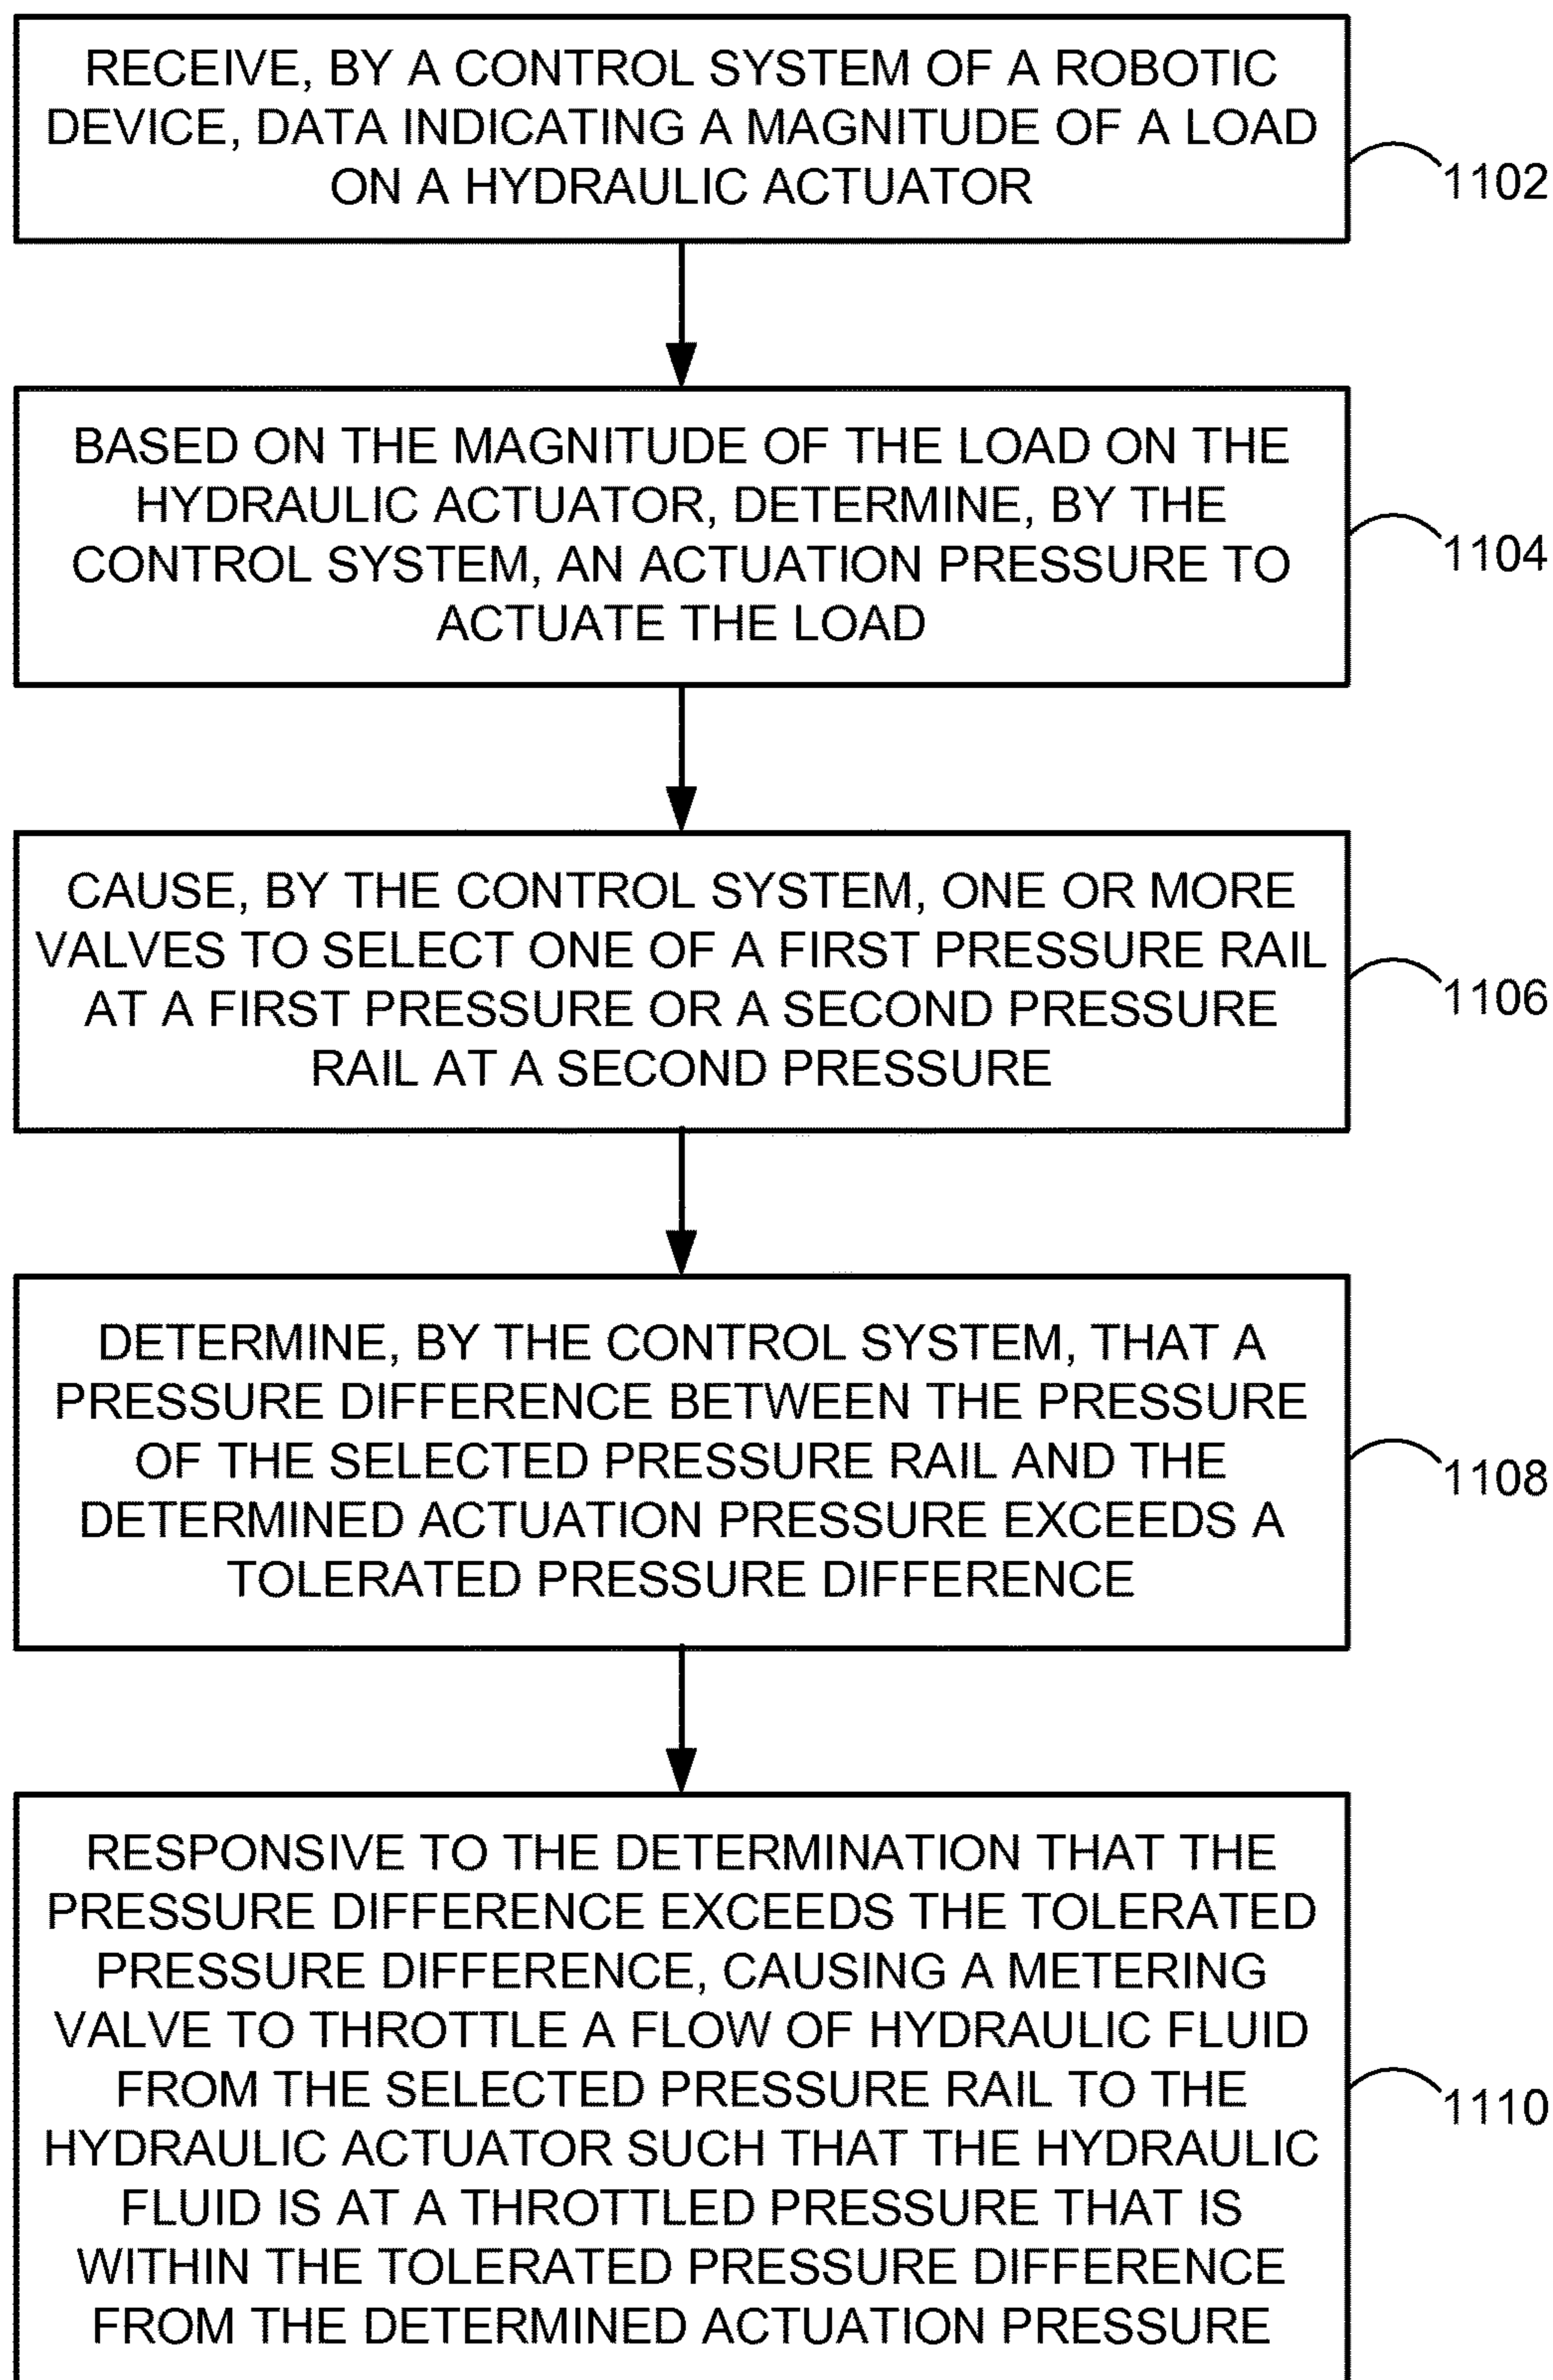 RECEIVE, BY A CONTROL SYSTEM OF A ROBOTIC
DEVICE, DATA INDICATING A MAGNITUDE OF A LOAD
ON A HYDRAULIC ACTUATOR
1102
BASED ON THE MAGNITUDE OF THE LOAD ON THE
HYDRAULIC ACTUATOR, DETERMINE, BY THE
CONTROL SYSTEM, AN ACTUATION PRESSURE TO
ACTUATE THE LOAD
1104
CAUSE, BY THE CONTROL SYSTEM, ONE OR MORE
VALVES TO SELECT ONE OF A FIRST PRESSURE RAIL
AT A FIRST PRESSURE OR A SECOND PRESSURE
RAIL AT A SECOND PRESSURE
1106
DETERMINE, BY THE CONTROL SYSTEM, THAT A
PRESSURE DIFFERENCE BETWEEN THE PRESSURE
OF THE SELECTED PRESSURE RAIL AND THE
DETERMINED ACTUATION PRESSURE EXCEEDS A
TOLERATED PRESSURE DIFFERENCE
1108
RESPONSIVE TO THE DETERMINATION THAT THE
PRESSURE DIFFERENCE EXCEEDS THE TOLERATED
PRESSURE DIFFERENCE, CAUSING A METERING
VALVE TO THROTTLE A FLOW OF HYDRAULIC FLUID
FROM THE SELECTED PRESSURE RAIL TO THE
HYDRAULIC ACTUATOR SUCH THAT THE HYDRAULIC
FLUID IS AT A THROTTLED PRESSURE THAT IS
WITHIN THE TOLERATED PRESSURE DIFFERENCE
FROM THE DETERMINED ACTUATION PRESSURE
1110